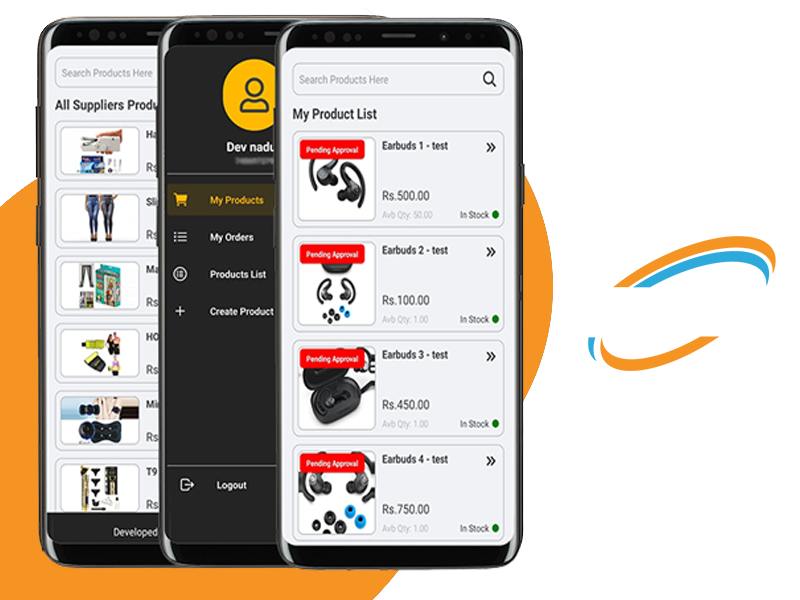 Search Products Here
All Suppliers Produ
Ha
Rs
Sli
Rs
Ma
Rs
HO
Rs
Min
Rs
T9
Rs
Developed
Dev nadu
My Products
My Orders
Products List
Create Product
Logout
Search Products Here
My Product List
Pending Approval
Earbuds 1 - test
Rs.500.00
Avb Qty: 50.00
In Stock
Pending Approval
Earbuds 2 - test
Rs.100.00
Avb Qty: 1.00
In Stock
Pending Approval
Earbuds 3 - test
Rs.450.00
Avb Qty: 1.00
In Stock
Pending Approval
Earbuds 4 - test
Rs.750.00
Avb Qty: 1.00
In Stock